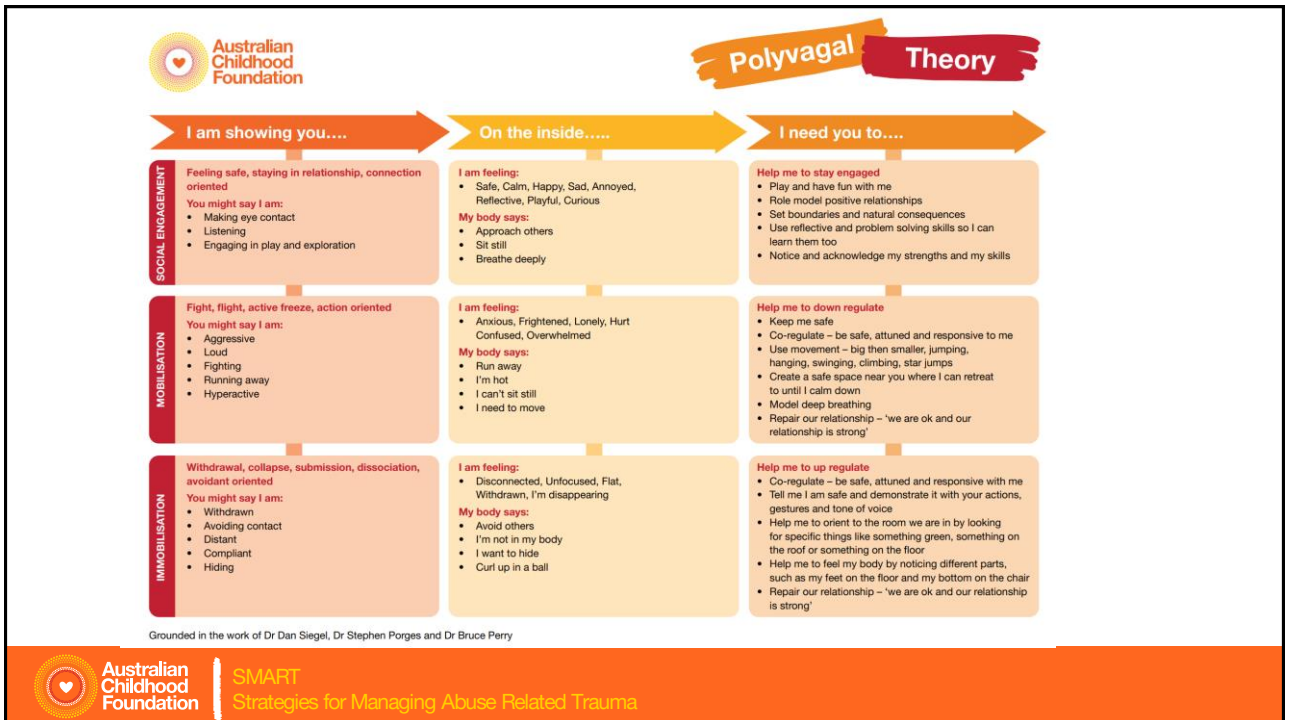 Australian
Childhood
Foundation
Polyvagal
Theory
I am showing you....
On the inside.....
I need you to....
SOCIAL ENGAGEMENT
Feeling safe, staying in relationship, connection
oriented
You might say I am:
• Making eye contact
• Listening
• Engaging in play and exploration
I am feeling:
• Safe, Calm, Happy, Sad, Annoyed,
Reflective, Playful, Curious
My body says:
• Approach others
• Sit still
• Breathe deeply
Help me to stay engaged
• Play and have fun with me
• Role model positive relationships
• Set boundaries and natural consequences
• Use reflective and problem solving skills so I can
learn them too
• Notice and acknowledge my strengths and my skills
MOBILISATION
Fight, flight, active freeze, action oriented
You might say I am:
• Aggressive
• Loud
• Fighting
• Running away
• Hyperactive
I am feeling:
• Anxious, Frightened, Lonely, Hurt
Confused, Overwhelmed
My body says:
• Run away
• I'm hot
• I can't sit still
• I need to move
Help me to down regulate
• Keep me safe
• Co-regulate – be safe, attuned and responsive to me
• Use movement – big then smaller, jumping,
hanging, swinging, climbing, star jumps
• Create a safe space near you where I can retreat
to until I calm down
• Model deep breathing
• Repair our relationship – 'we are ok and our
relationship is strong'
IMMOBILISATION
Withdrawal, collapse, submission, dissociation,
avoidant oriented
You might say I am:
• Withdrawn
• Avoiding contact
• Distant
• Compliant
• Hiding
I am feeling:
• Disconnected, Unfocused, Flat,
Withdrawn, I'm disappearing
My body says:
• Avoid others
• I'm not in my body
• I want to hide
• Curl up in a ball
Help me to up regulate
• Co-regulate – be safe, attuned and responsive with me
• Tell me I am safe and demonstrate it with your actions,
gestures and tone of voice
• Help me to orient to the room we are in by looking
for specific things like something green, something on
the roof or something on the floor
• Help me to feel my body by noticing different parts,
such as my feet on the floor and my bottom on the chair
• Repair our relationship – 'we are ok and our relationship
is strong'
Grounded in the work of Dr Dan Siegel, Dr Stephen Porges and Dr Bruce Perry
Australian
Childhood
Foundation
SMART
Strategies for Managing Abuse Related Trauma